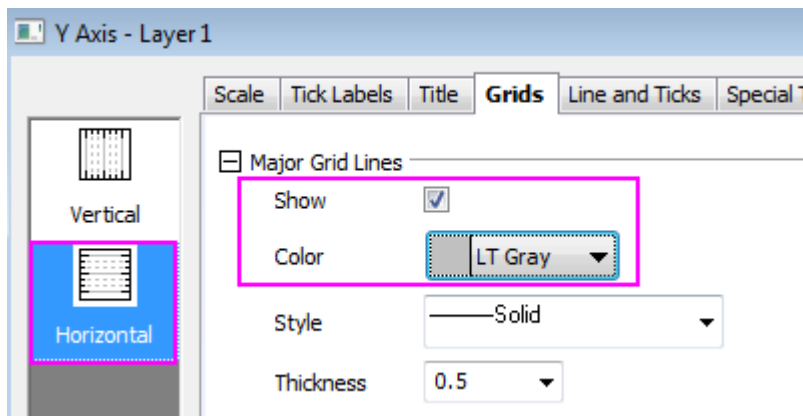 Y Axis - Layer 1
Scale Tick Labels Title Grids Line and Ticks Special
Major Grid Lines
Vertical
Show
Color LT Gray
Horizontal
Style Solid
Thickness 0.5